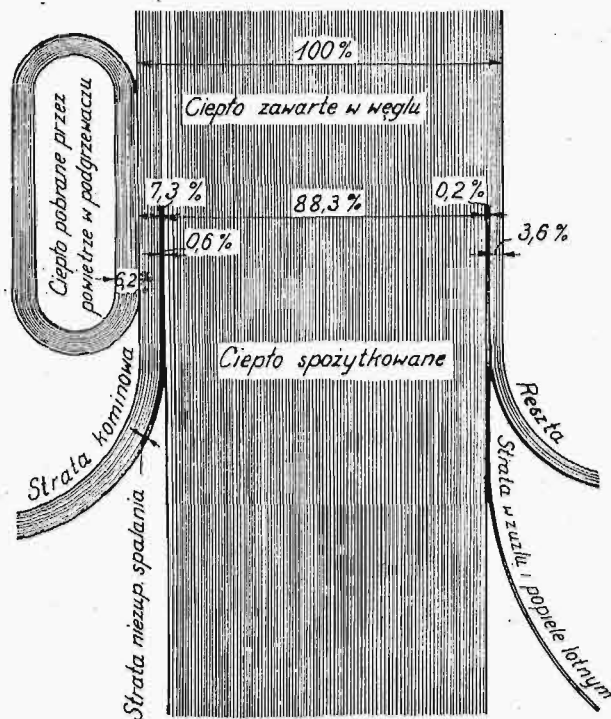 100%
Ciepło zawarte w węglu
Ciepło pobrane przez
powietrze w podgrzewaczu
7,3 %
88,3 %
0,2 %
0,6 %
3,6 %
6,2 %
Ciepło spożytkowane
Strata kominowa
Reszta
Strata niezup. spalania
Strata w żużlu i popiele lotnym